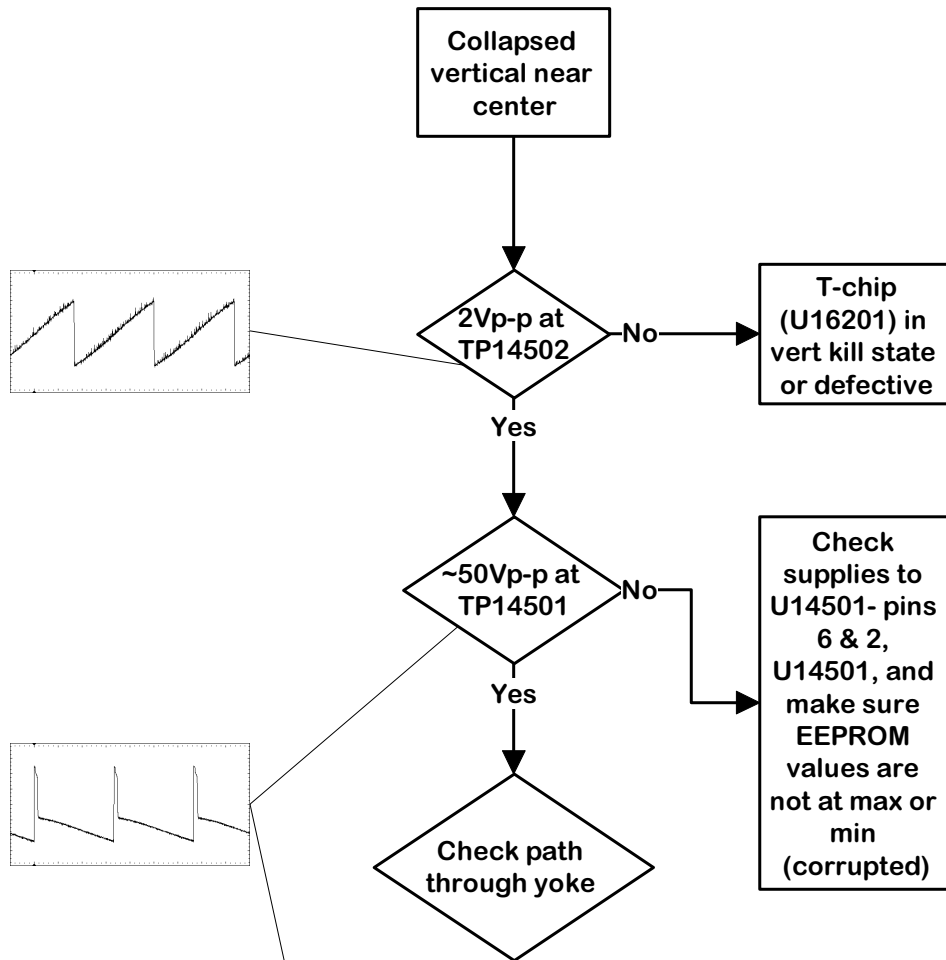 Collapsed
vertical near
center
2Vp-p at
TP14502
No
T-chip
(U16201) in
vert kill state
or defective
Yes
~50Vp-p at
TP14501
No
Check
supplies to
U14501- pins
6 & 2,
U14501, and
make sure
EEPROM
values are
not at max or
min
(corrupted)
Yes
Check path
through yoke